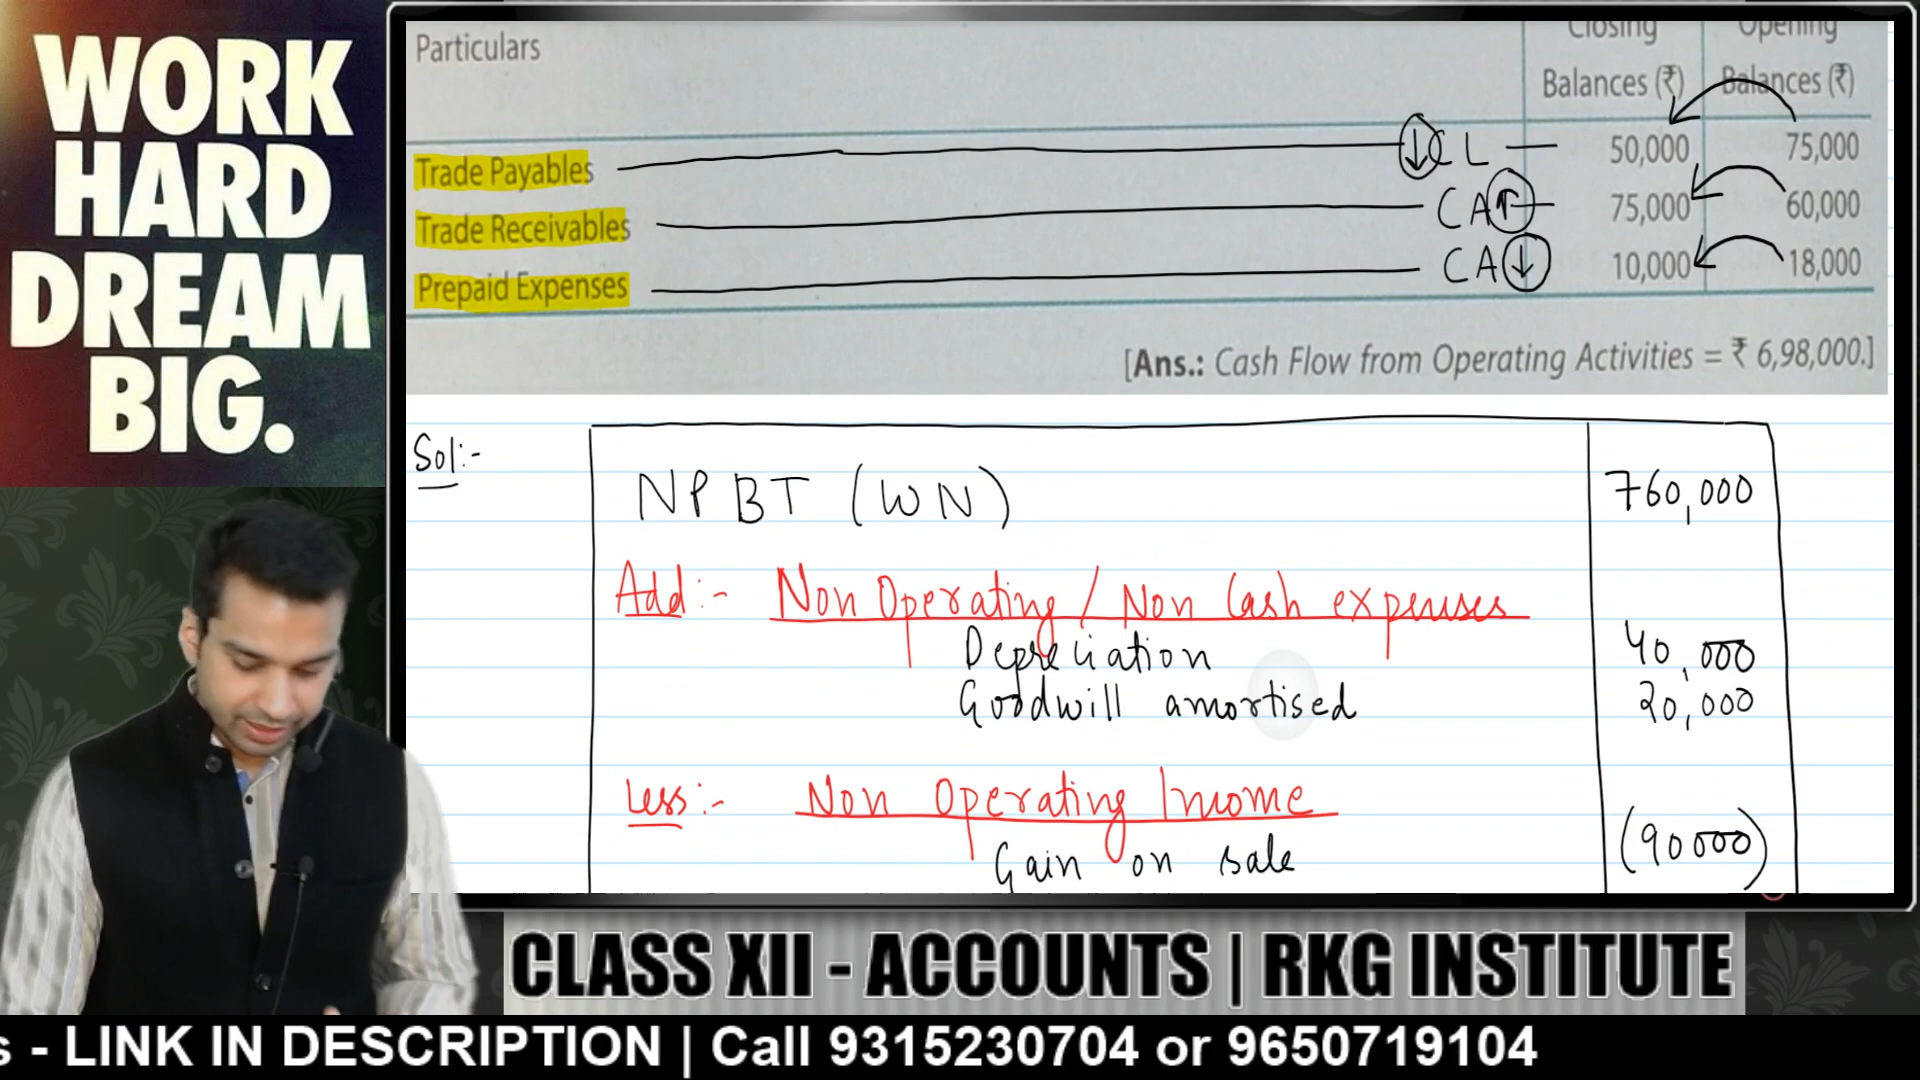 WORK
HARD
DREAM
BIG.
Particulars
Closing
Balances (₹)
Opening
Balances (₹)
Trade Payables ↓CL 50,000 75,000
Trade Receivables CA↑ 75,000 60,000
Prepaid Expenses CA↓ 10,000 18,000
[Ans.: Cash Flow from Operating Activities = ₹ 6,98,000.]
Sol:-
NPBT (WN) 760,000
Add:- Non Operating / Non Cash expenses
Depreciation 40,000
Goodwill amortised 20,000
Less:- Non Operating Income
Gain on sale (90000)
CLASS XII - ACCOUNTS | RKG INSTITUTE
s - LINK IN DESCRIPTION | Call 9315230704 or 9650719104